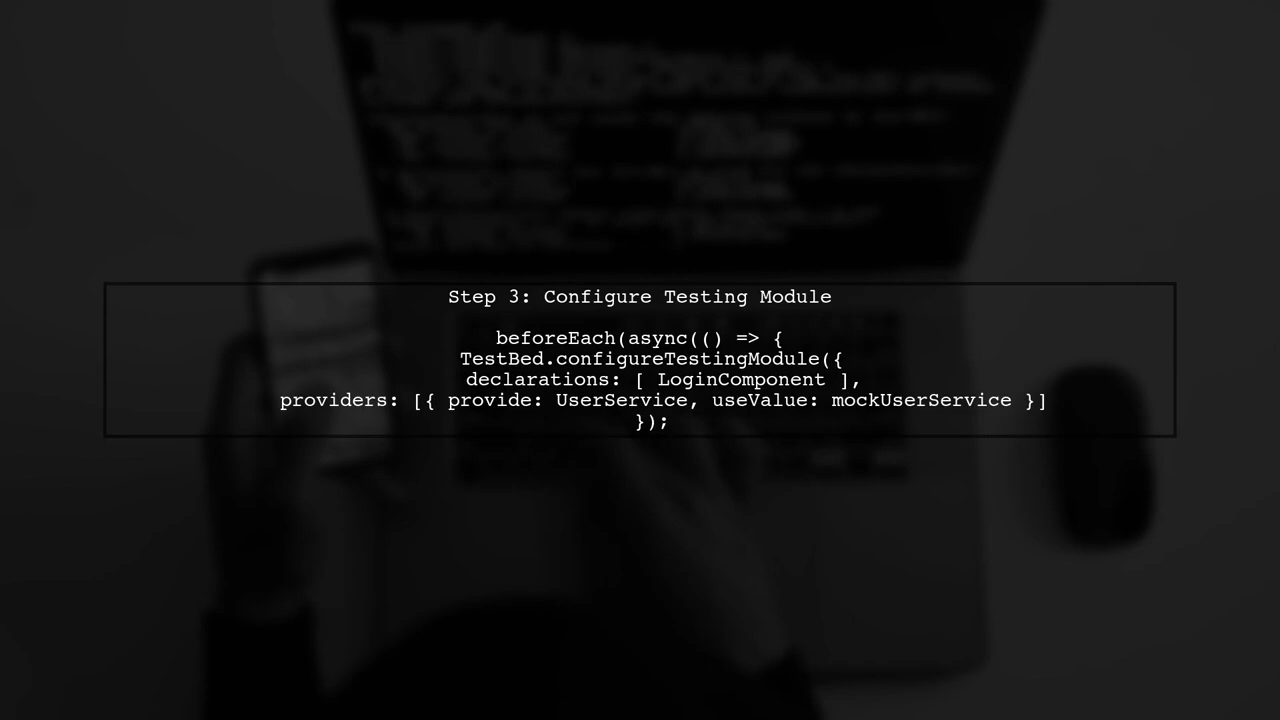 Step 3: Configure Testing Module
beforeEach(async(() => {
TestBed.configureTestingModule({
declarations: [ LoginComponent ],
providers: [{ provide: UserService, useValue: mockUserService }]
});